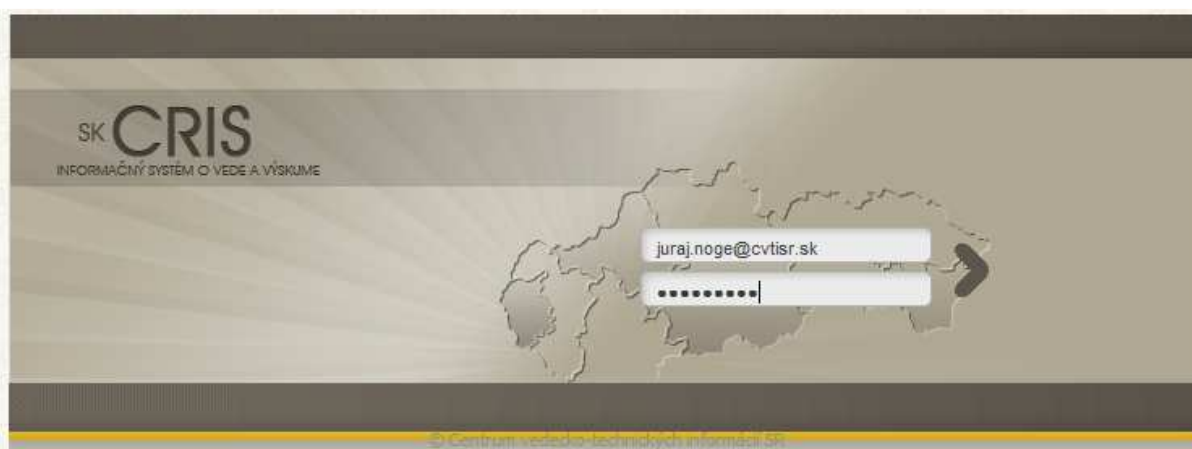 SK CRIS
INFORMAČNÝ SYSTÉM O VEDE A VÝSKUME
juraj.noge@cvtisr.sk
•••••••••
© Centrum vedecko-technických informácií SR